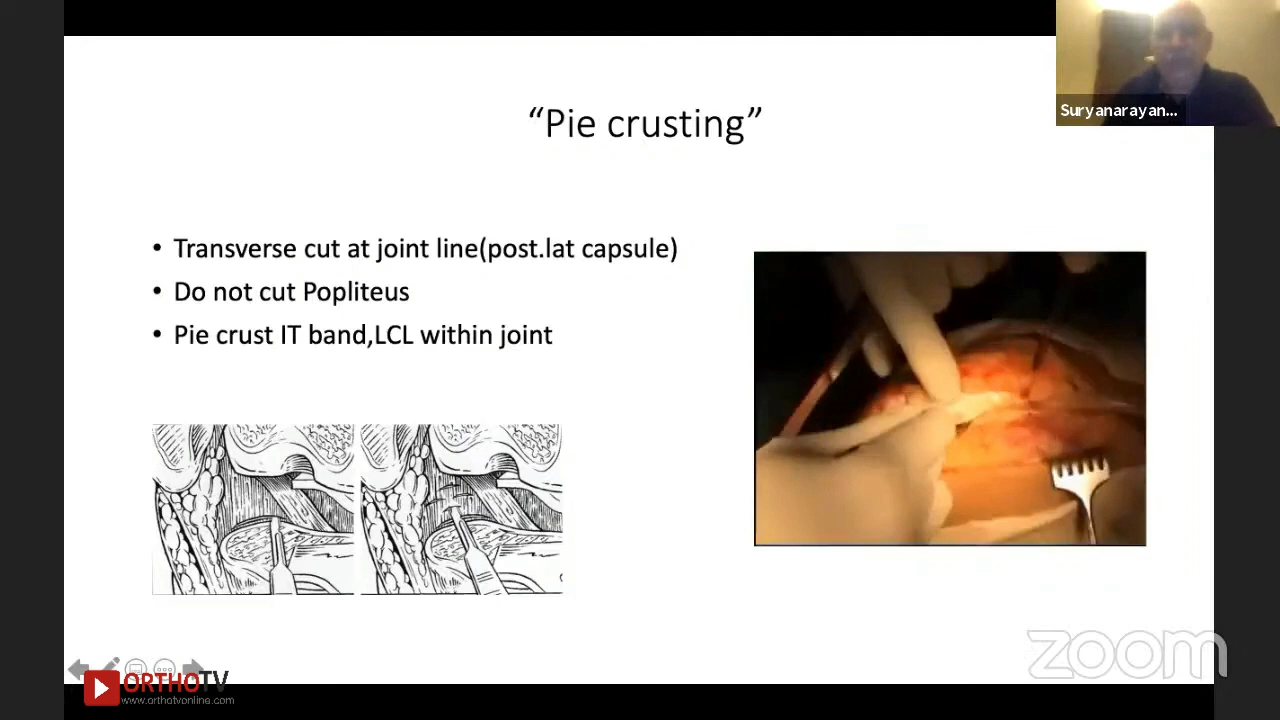 Suryanarayan...
“Pie crusting”
• Transverse cut at joint line(post.lat capsule)
• Do not cut Popliteus
• Pie crust IT band,LCL within joint
zoom
ORTHOTV
www.orthotvonline.com